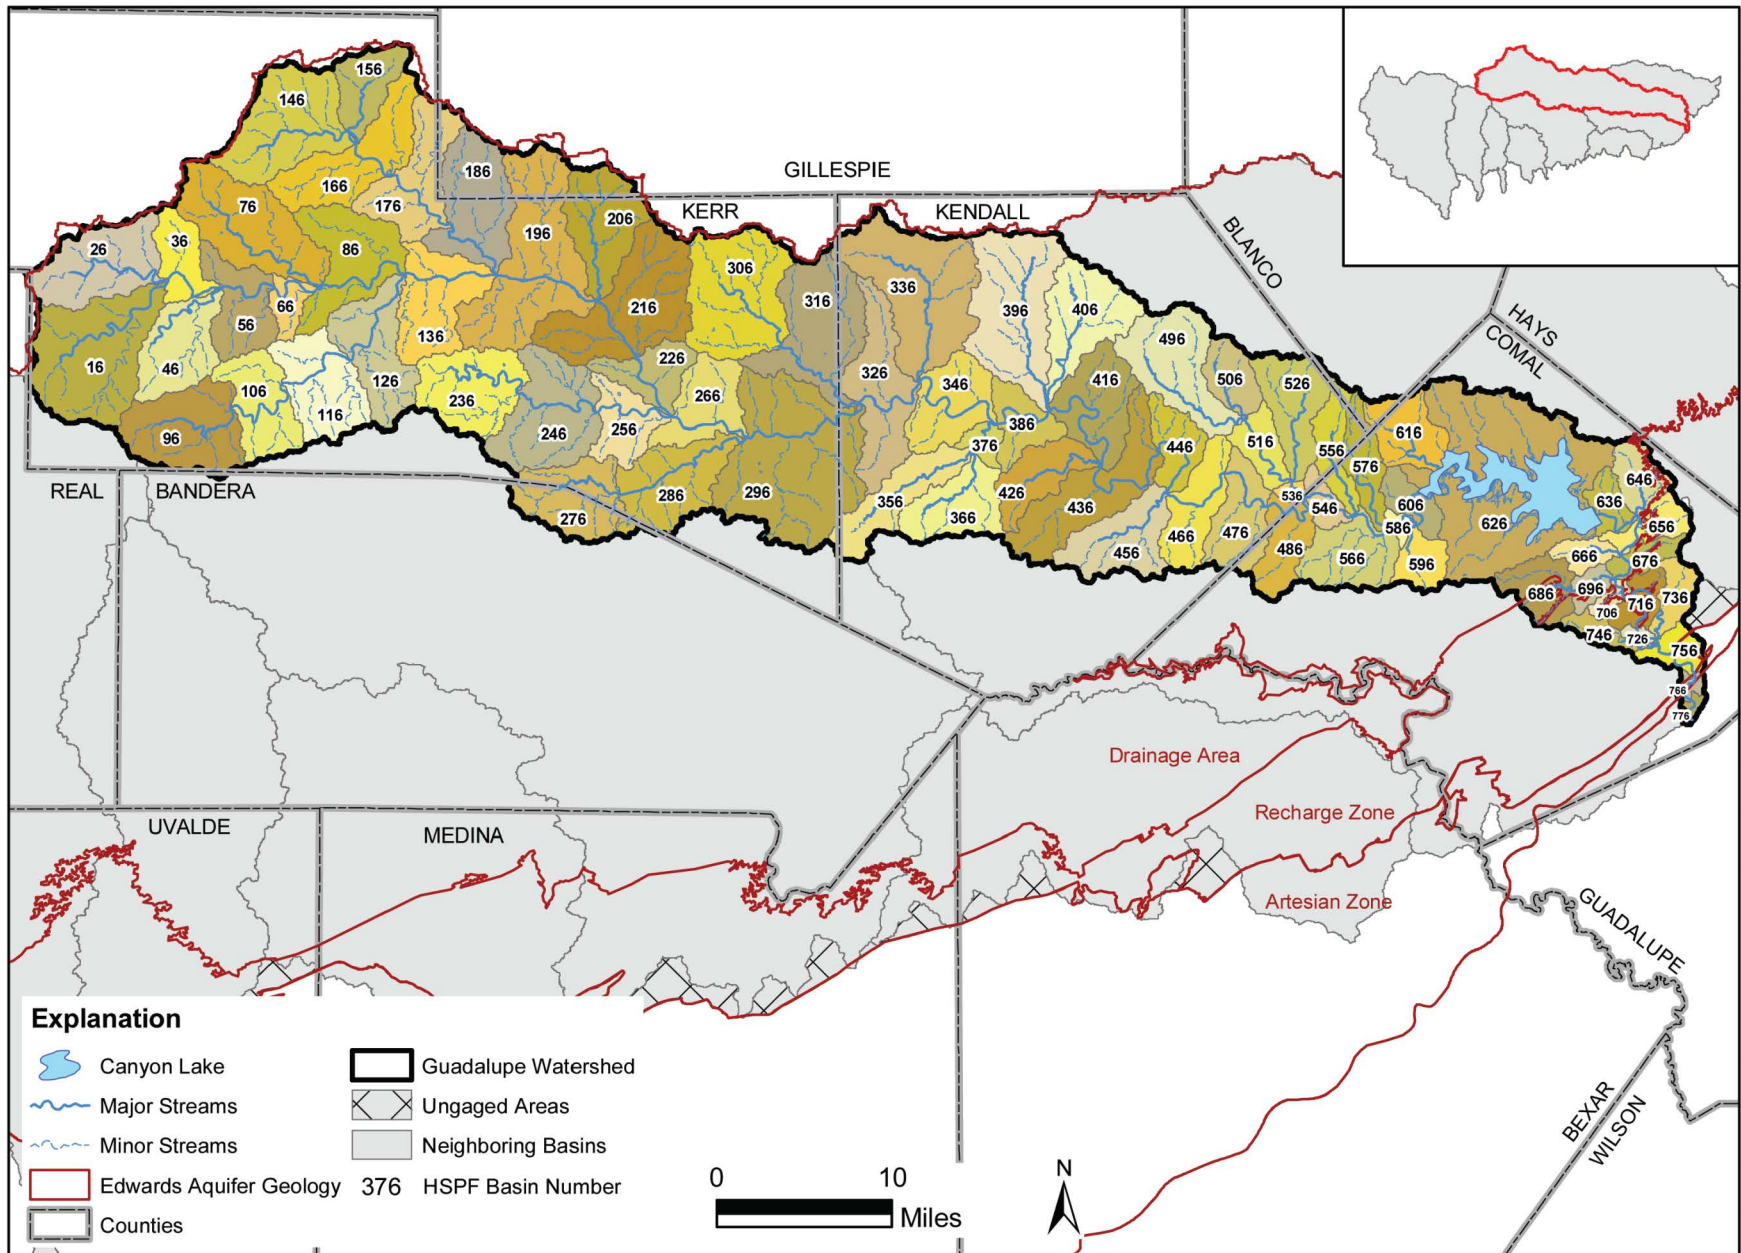 156
146
186
GILLESPIE
166
176
76
206
KERR
KENDALL
196
BLANCO
26
36
86
306
336
316
66
216
396
406
HAYS
56
136
496
COMAL
16
46
226
326
126
346
416
506
526
106
236
266
116
386
96
246
256
376
446
516
616
556
576
REAL
BANDERA
286
296
426
356
536
646
276
366
436
546
606
636
626
586
656
456
466
476
486
566
596
666
676
686
696
716
736
706
746
726
756
766
776
Drainage Area
Recharge Zone
Artesian Zone
UVALDE
MEDINA
GUADALUPE
BEXAR
WILSON
Explanation
Canyon Lake
Guadalupe Watershed
Major Streams
Ungaged Areas
Minor Streams
Neighboring Basins
Edwards Aquifer Geology
376 HSPF Basin Number
Counties
0 10
Miles
N